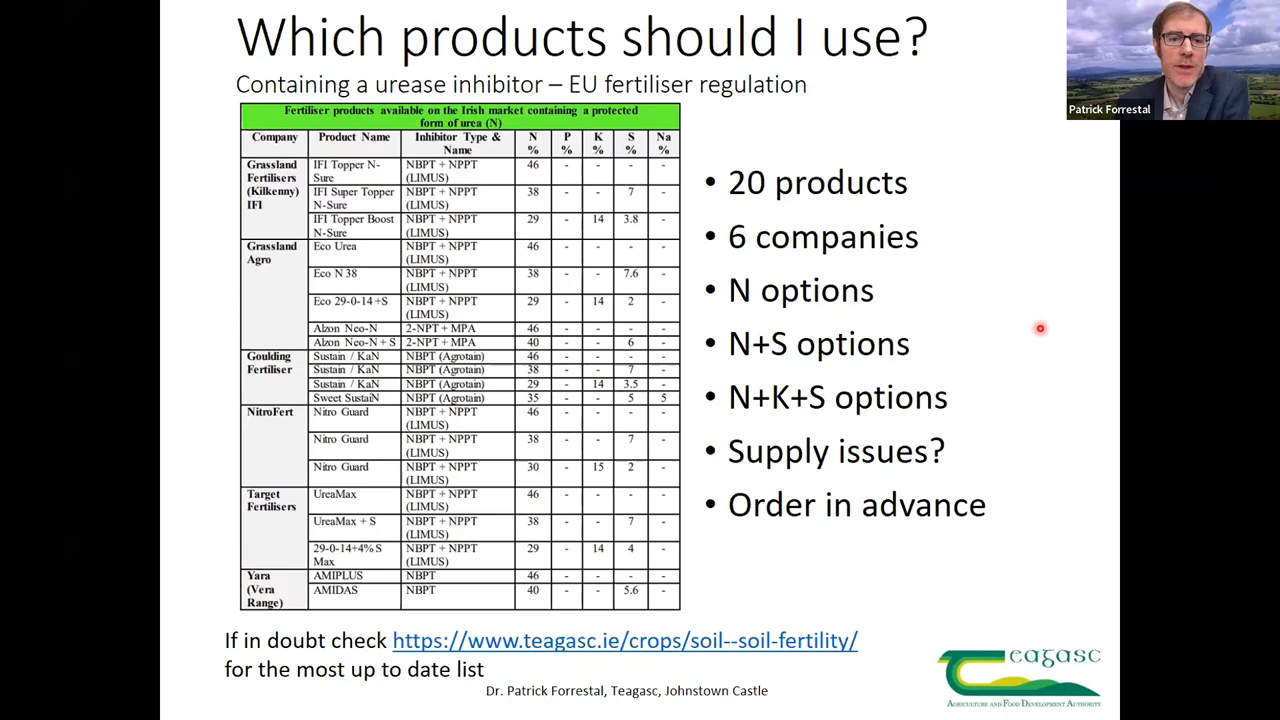 Which products should I use?
Containing a urease inhibitor – EU fertiliser regulation
Patrick Forrestal
Fertiliser products available on the Irish market containing a protected
form of urea (N)
Company Product Name Inhibitor Type & Name N % P % K % S % Na %
Grassland Fertilisers (Kilkenny) IFI
IFI Topper N-Sure NBPT + NPPT (LIMUS) 46 - - - -
IFI Super Topper N-Sure NBPT + NPPT (LIMUS) 38 - - 7 -
IFI Topper Boost N-Sure NBPT + NPPT (LIMUS) 29 - 14 3.8 -
Grassland Agro
Eco Urea NBPT + NPPT (LIMUS) 46 - - - -
Eco N 38 NBPT + NPPT (LIMUS) 38 - - 7.6 -
Eco 29-0-14 +S NBPT + NPPT (LIMUS) 29 - 14 2 -
Alzon Neo-N 2-NPT + MPA 46 - - - -
Alzon Neo-N + S 2-NPT + MPA 40 - - 6 -
Goulding Fertiliser
Sustain / KaN NBPT (Agrotain) 46 - - - -
Sustain / KaN NBPT (Agrotain) 38 - - 7 -
Sustain / KaN NBPT (Agrotain) 29 - 14 3.5 -
Sweet SustaiN NBPT (Agrotain) 35 - - 5 5
NitroFert
Nitro Guard NBPT + NPPT (LIMUS) 46 - - - -
Nitro Guard NBPT + NPPT (LIMUS) 38 - - 7 -
Nitro Guard NBPT + NPPT (LIMUS) 30 - 15 2 -
Target Fertilisers
UreaMax NBPT + NPPT (LIMUS) 46 - - - -
UreaMax + S NBPT + NPPT (LIMUS) 38 - - 7 -
29-0-14+4% S Max NBPT + NPPT (LIMUS) 29 - 14 4 -
Yara (Vera Range)
AMIPLUS NBPT 46 - - - -
AMIDAS NBPT 40 - - 5.6 -
• 20 products
• 6 companies
• N options
• N+S options
• N+K+S options
• Supply issues?
• Order in advance
If in doubt check https://www.teagasc.ie/crops/soil--soil-fertility/
for the most up to date list
Dr. Patrick Forrestal, Teagasc, Johnstown Castle
Teagasc
AGRICULTURE AND FOOD DEVELOPMENT AUTHORITY